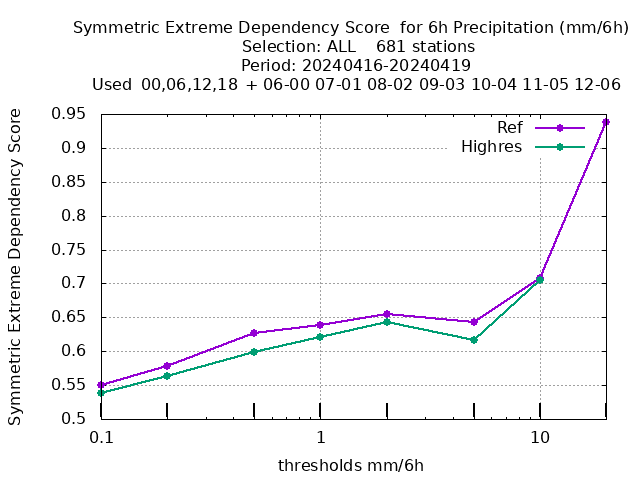 Symmetric Extreme Dependency Score  for 6h Precipitation (mm/6h)
Selection: ALL    681 stations
Period: 20240416-20240419
Used  00,06,12,18  + 06-00 07-01 08-02 09-03 10-04 11-05 12-06
Symmetric Extreme Dependency Score
0.95
0.9
0.85
0.8
0.75
0.7
0.65
0.6
0.55
0.5
Ref
Highres
0.1
1
10
thresholds mm/6h